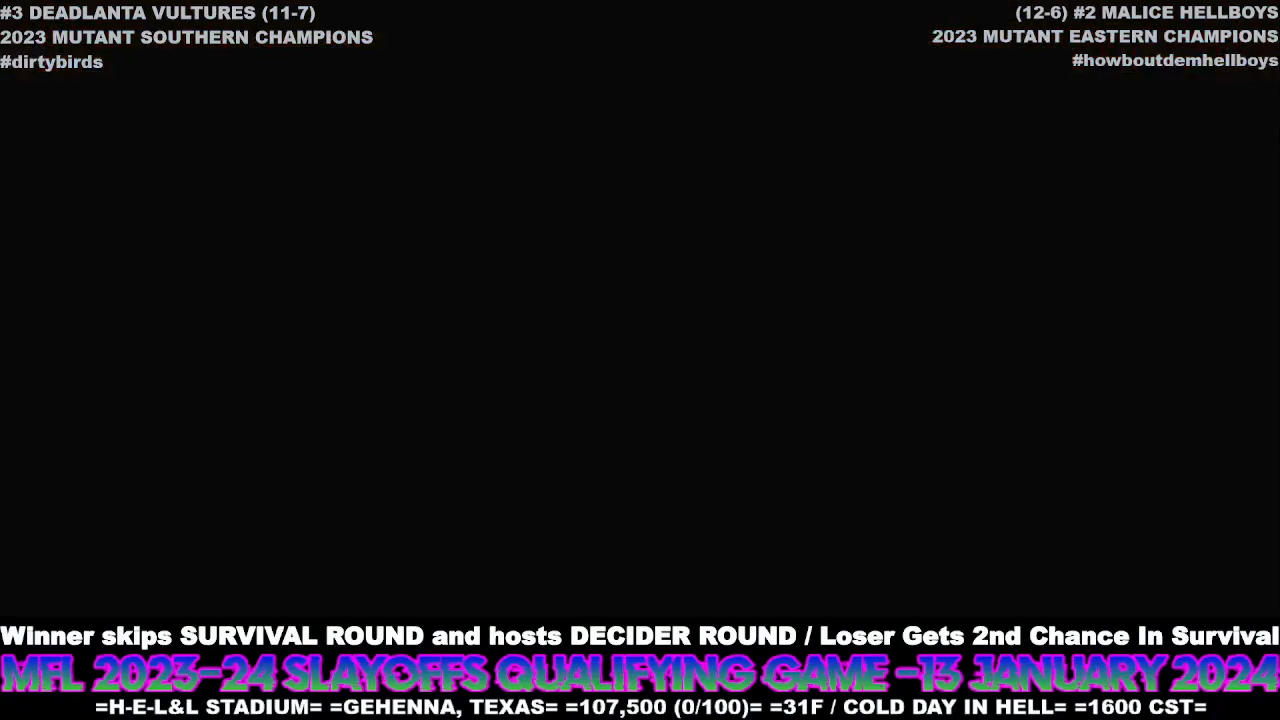 #3 DEADLANTA VULTURES (11-7)
2023 MUTANT SOUTHERN CHAMPIONS
#dirtybirds
(12-6) #2 MALICE HELLBOYS
2023 MUTANT EASTERN CHAMPIONS
#howboutdemhellboys
Winner skips SURVIVAL ROUND and hosts DECIDER ROUND / Loser Gets 2nd Chance In Survival
MFL 2023-24 SLAYOFFS QUALIFYING GAME -13 JANUARY 2024
=H-E-L&L STADIUM= =GEHENNA, TEXAS= =107,500 (0/100)= =31F / COLD DAY IN HELL= =1600 CST=